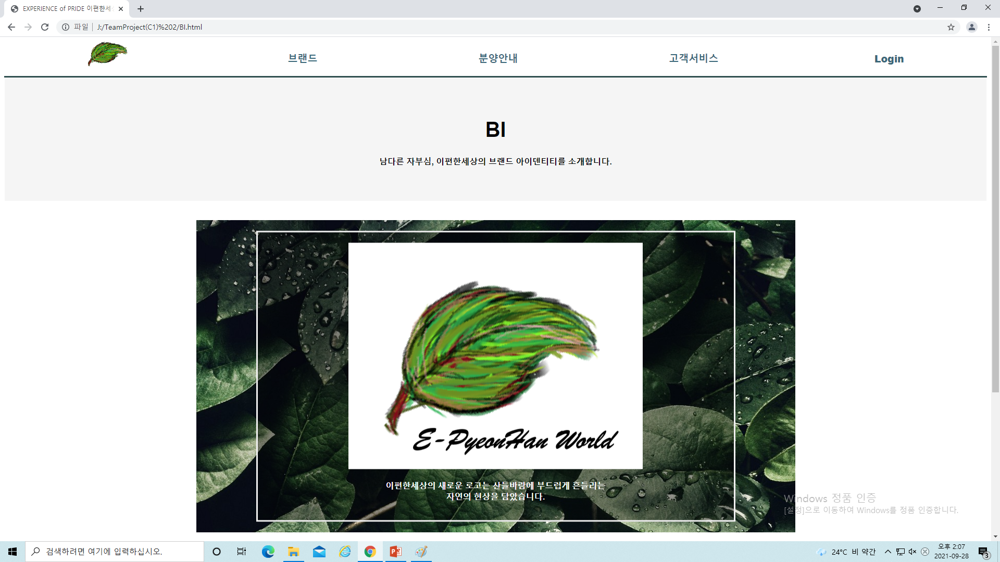 EXPERIENCE of PRIDE 이편한세
파일 | J:/TeamProject(C1)%202/BI.html
브랜드 분양안내 고객서비스 Login
BI
남다른 자부심, 이편한세상의 브랜드 아이덴티티를 소개합니다.
E-PyeonHan World
이편한세상의 새로운 로고는 산들바람에 부드럽게 흔들리는
자연의 현상을 담았습니다.
Windows 정품 인증
[설정]으로 이동하여 Windows를 정품 인증합니다.
검색하려면 여기에 입력하십시오.
24°C 비 약간
오후 2:07
2021-09-28
3